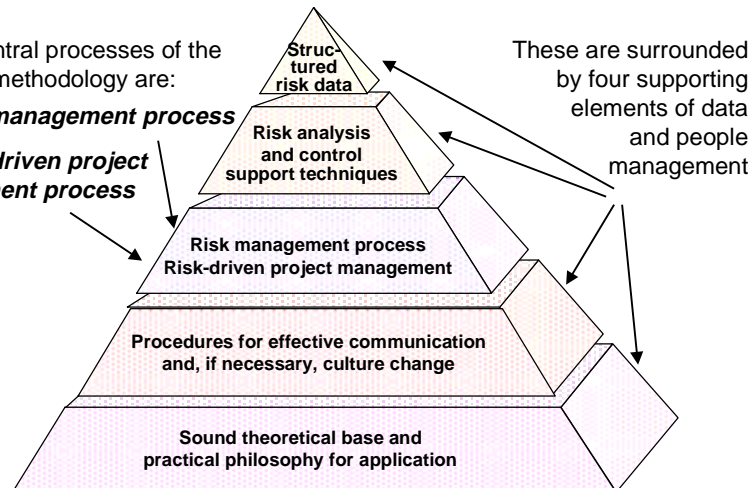 ntral processes of the
methodology are:
management process
driven project
ent process
These are surrounded
by four supporting
elements of data
and people
management
Struc-
tured
risk data
Risk analysis
and control
support techniques
Risk management process
Risk-driven project management
Procedures for effective communication
and, if necessary, culture change
Sound theoretical base and
practical philosophy for application